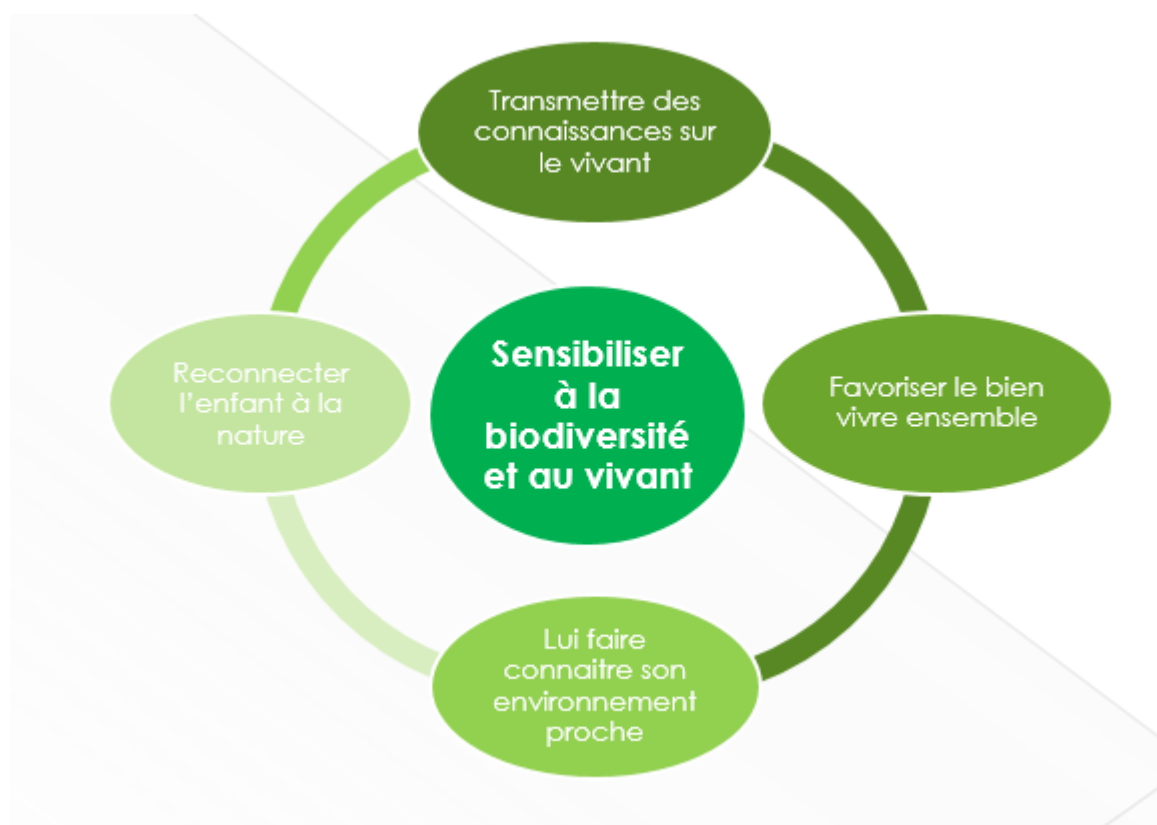 Transmettre des
connaissances sur
le vivant
Reconnecter
l'enfant à la
nature
Sensibiliser
à la
biodiversité
et au vivant
Favoriser le bien
vivre ensemble
Lui faire
connaitre son
environnement
proche